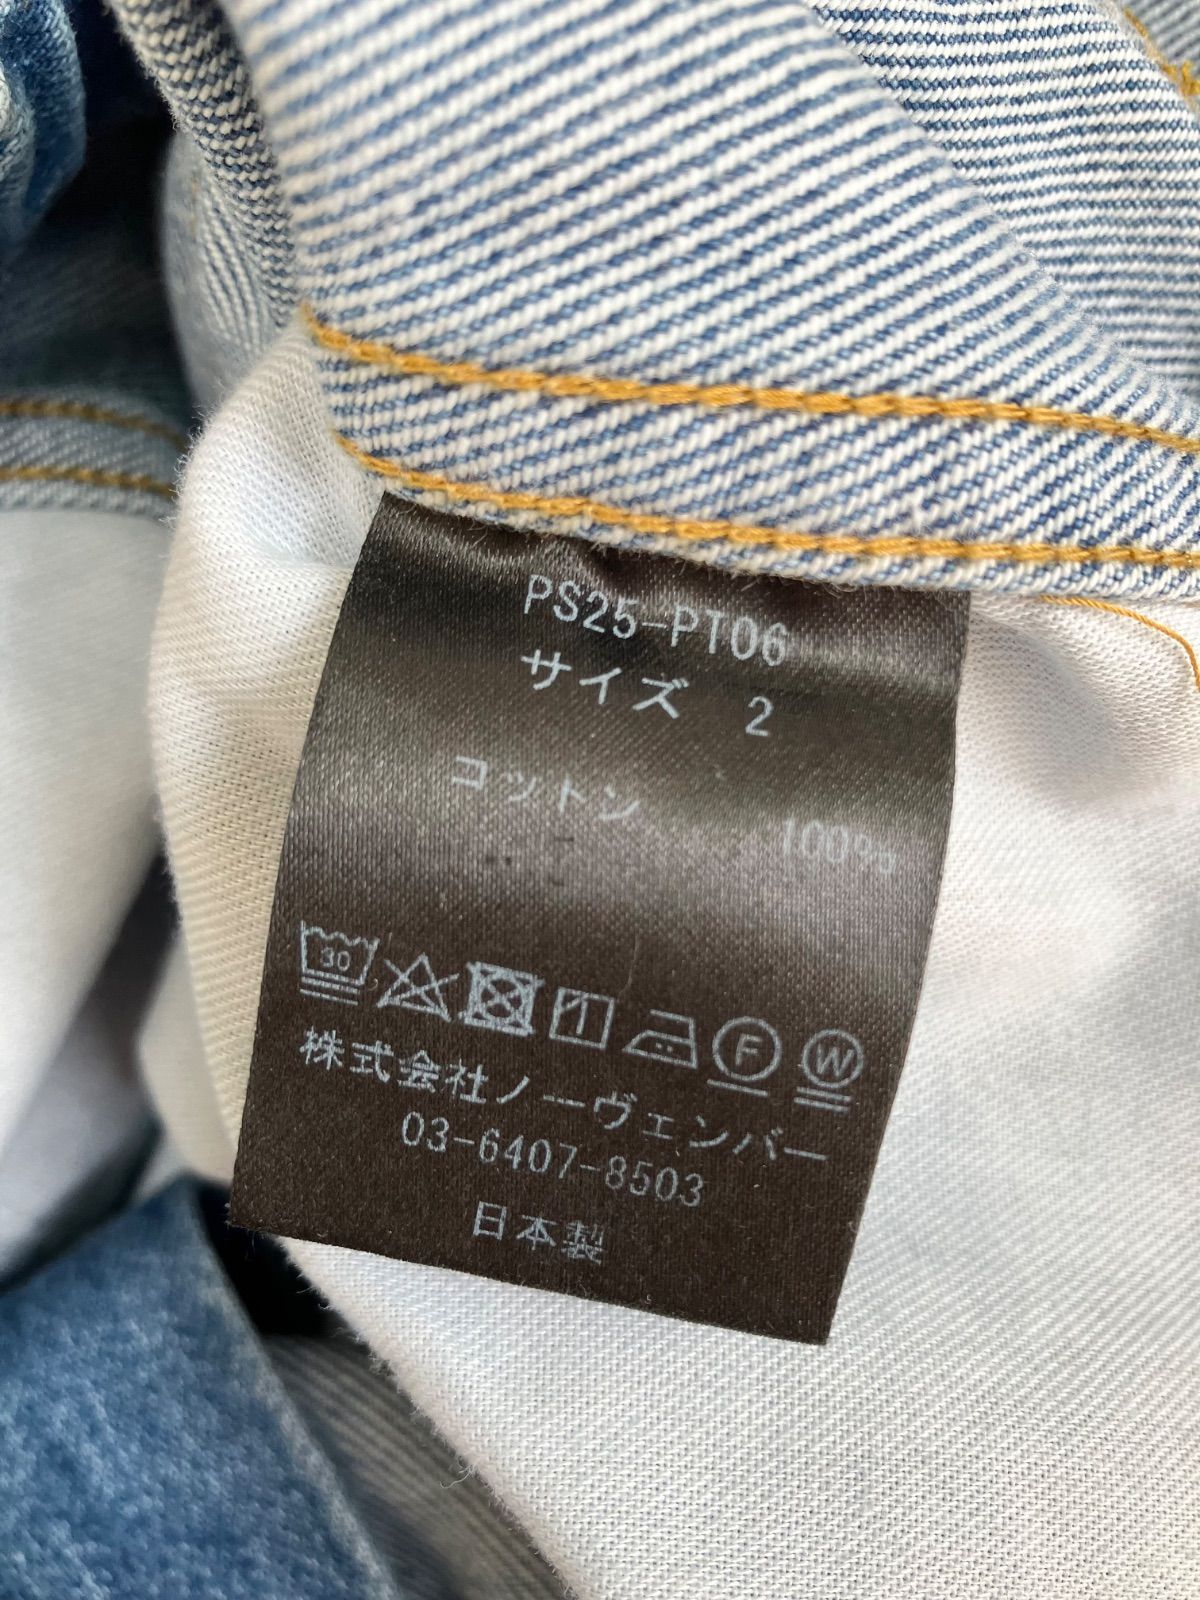 PS25-PT06
サイズ 2
コットン 100%
30 F W
株式会社ノーヴェンバー
03-6407-8503
日本製